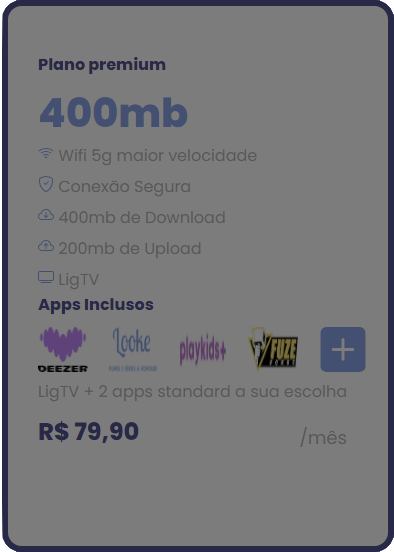 Plano premium
400mb
Wifi 5g maior velocidade
Conexão Segura
400mb de Download
200mb de Upload
LigTV
Apps Inclusos
DEEZER Looke playkids+ FUZE
LigTV + 2 apps standard a sua escolha
R$ 79,90 /mês